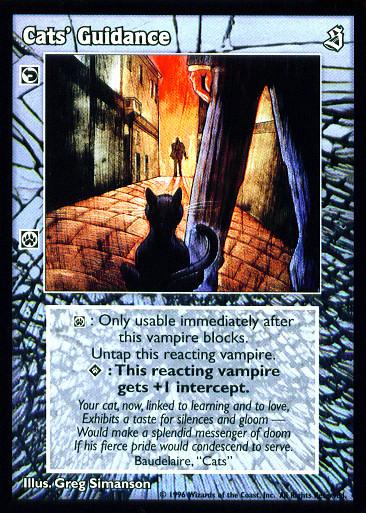 Cats' Guidance
: Only usable immediately after
this vampire blocks.
Untap this reacting vampire.
: This reacting vampire
gets +1 intercept.
Your cat, now, linked to learning and to love,
Exhibits a taste for silences and gloom —
Would make a splendid messenger of doom
If his fierce pride would condescend to serve.
Baudelaire, “Cats”
Illus. Greg Simanson
© 1996 Wizards of the Coast, Inc. All Rights Reserved.